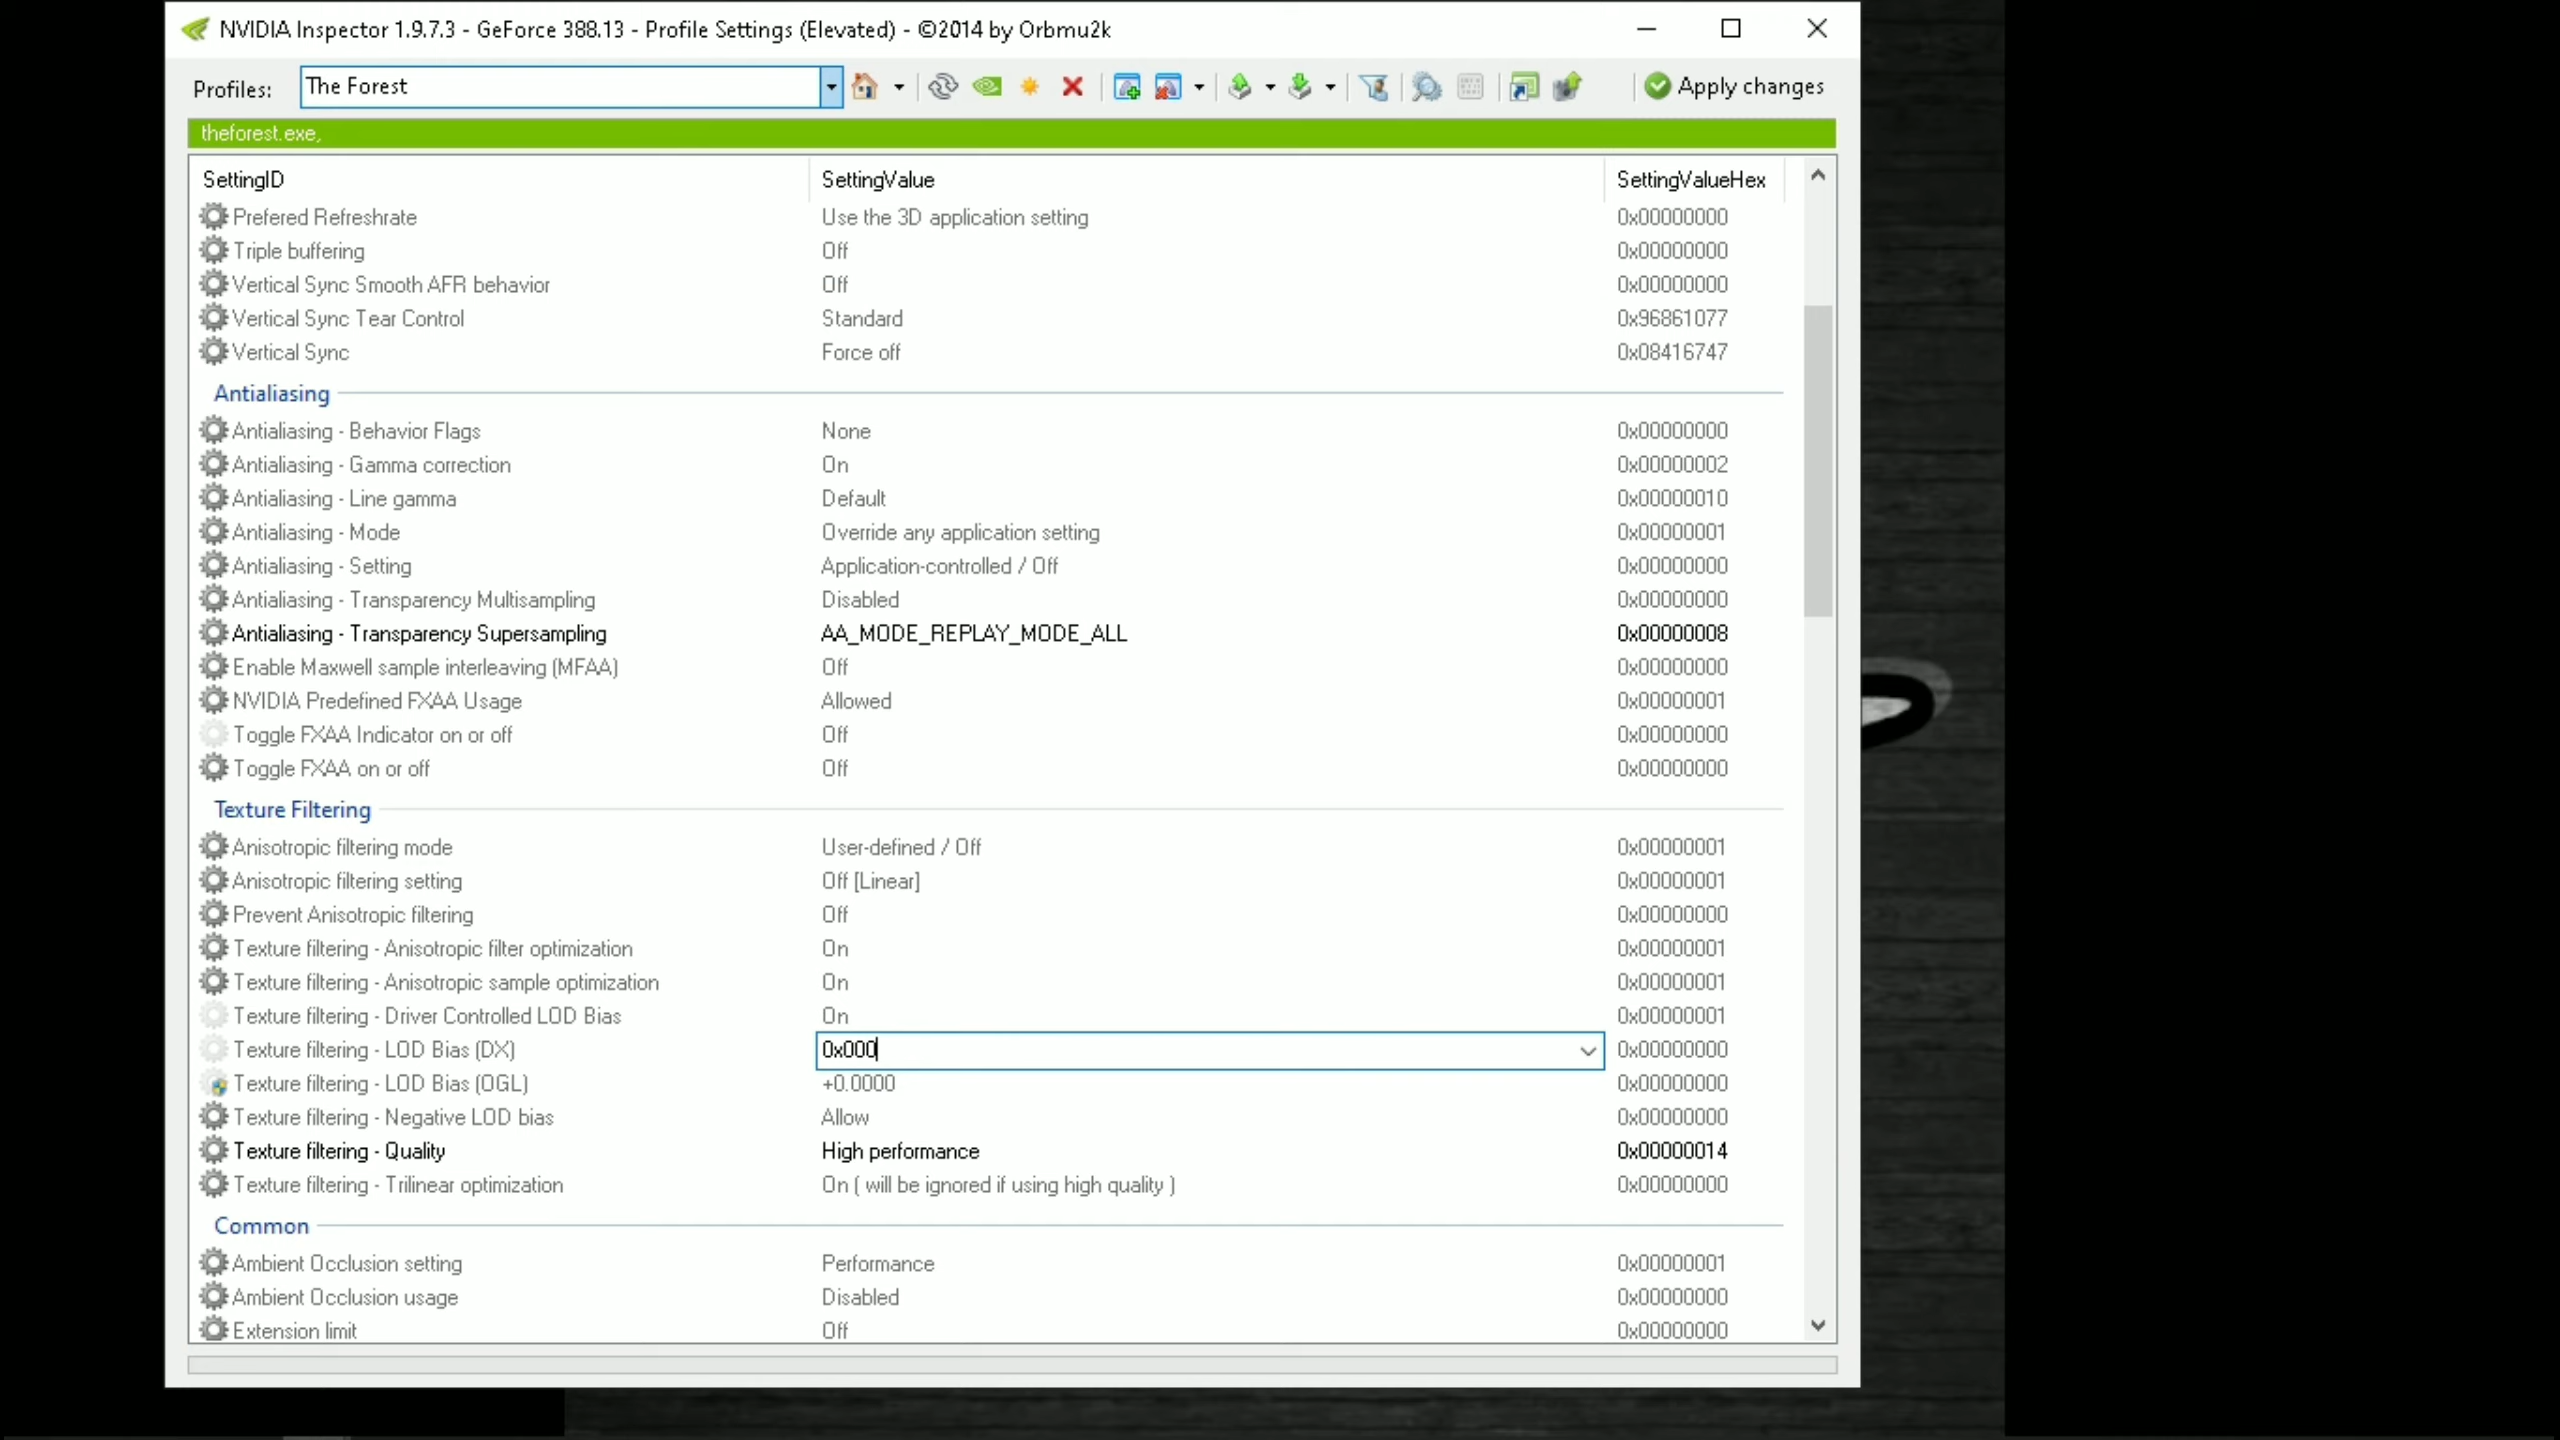 NVIDIA Inspector 1.9.7.3 - GeForce 388.13 - Profile Settings (Elevated) - ©2014 by Orbmu2k
Profiles: The Forest Apply changes
theforest.exe,
SettingID SettingValue SettingValueHex
Prefered Refreshrate Use the 3D application setting 0x00000000
Triple buffering Off 0x00000000
Vertical Sync Smooth AFR behavior Off 0x00000000
Vertical Sync Tear Control Standard 0x96861077
Vertical Sync Force off 0x08416747
Antialiasing
Antialiasing - Behavior Flags None 0x00000000
Antialiasing - Gamma correction On 0x00000002
Antialiasing - Line gamma Default 0x00000010
Antialiasing - Mode Override any application setting 0x00000001
Antialiasing - Setting Application-controlled / Off 0x00000000
Antialiasing - Transparency Multisampling Disabled 0x00000000
Antialiasing - Transparency Supersampling AA_MODE_REPLAY_MODE_ALL 0x00000008
Enable Maxwell sample interleaving (MFAA) Off 0x00000000
NVIDIA Predefined FXAA Usage Allowed 0x00000001
Toggle FXAA Indicator on or off Off 0x00000000
Toggle FXAA on or off Off 0x00000000
Texture Filtering
Anisotropic filtering mode User-defined / Off 0x00000001
Anisotropic filtering setting Off [Linear] 0x00000001
Prevent Anisotropic filtering Off 0x00000000
Texture filtering - Anisotropic filter optimization On 0x00000001
Texture filtering - Anisotropic sample optimization On 0x00000001
Texture filtering - Driver Controlled LOD Bias On 0x00000001
Texture filtering - LOD Bias (DX) 0x000 0x00000000
Texture filtering - LOD Bias (OGL) +0.0000 0x00000000
Texture filtering - Negative LOD bias Allow 0x00000000
Texture filtering - Quality High performance 0x00000014
Texture filtering - Trilinear optimization On ( will be ignored if using high quality ) 0x00000000
Common
Ambient Occlusion setting Performance 0x00000001
Ambient Occlusion usage Disabled 0x00000000
Extension limit Off 0x00000000